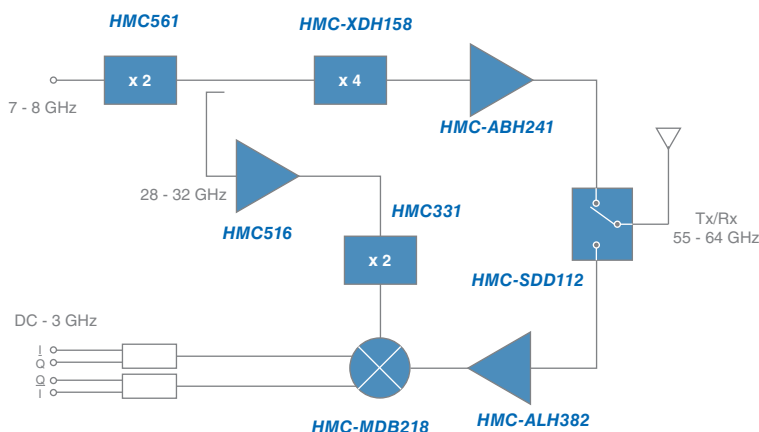 HMC561
HMC-XDH158
x 2
x 4
7 - 8 GHz
HMC-ABH241
28 - 32 GHz
HMC516
HMC331
x 2
Tx/Rx
55 - 64 GHz
HMC-SDD112
DC - 3 GHz
I
Q
Q
I
HMC-MDB218
HMC-ALH382